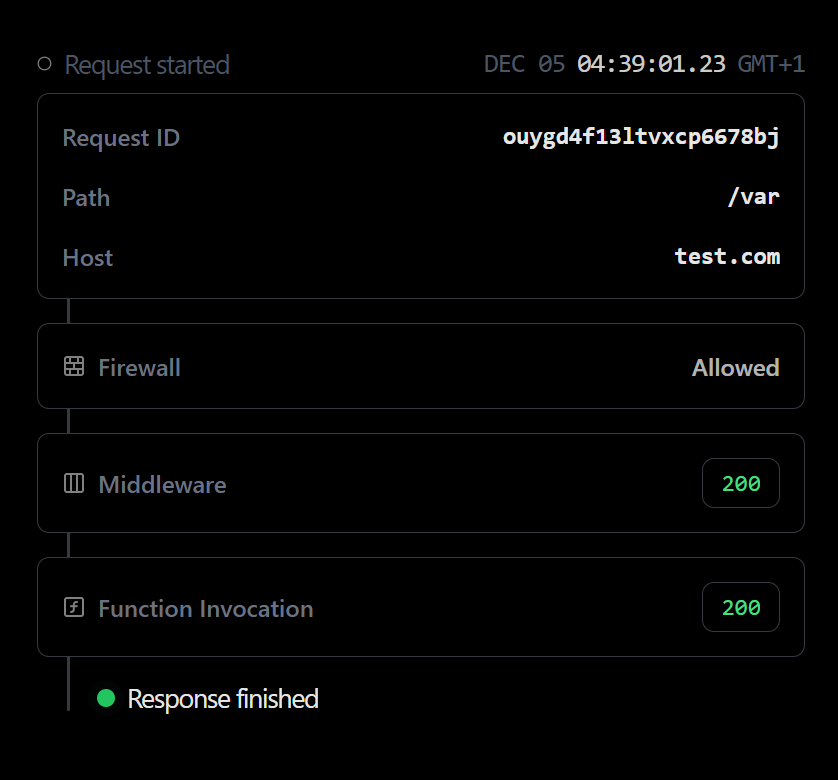 Request started DEC 05 04:39:01.23 GMT+1
Request ID ouygd4f13ltvxcp6678bj
Path /var
Host test.com
Firewall Allowed
Middleware 200
Function Invocation 200
Response finished